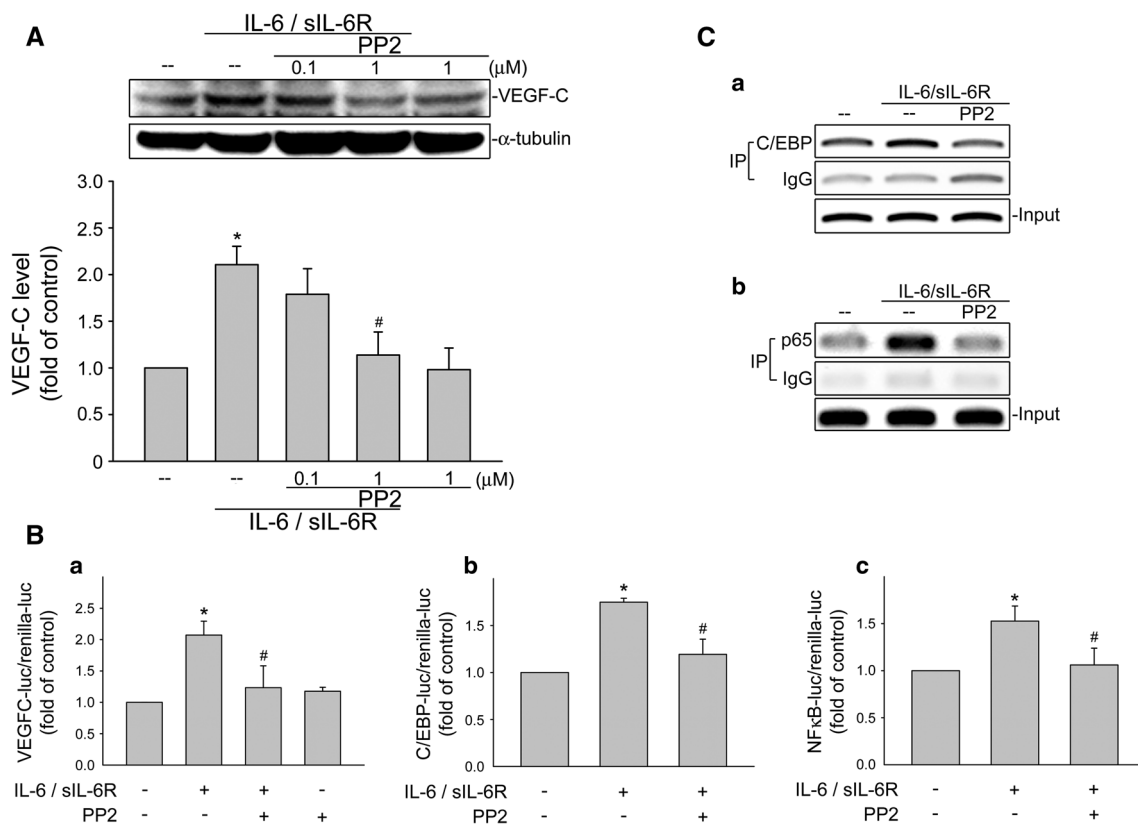 A
IL-6 / sIL-6R
PP2
-- -- 0.1 1 1 (μM)
-VEGF-C
-α-tubulin
VEGF-C level
(fold of control)
3.0
2.5
2.0
1.5
1.0
0.5
0
*
#
-- -- 0.1 1 1 (μM)
PP2
IL-6 / sIL-6R
C
a
IL-6/sIL-6R
-- -- PP2
IP
C/EBP
IgG
-Input
b
IL-6/sIL-6R
-- -- PP2
IP
p65
IgG
-Input
B
a
VEGFC-luc/renilla-luc
(fold of control)
2.5
2.0
1.5
1.0
0.5
0.0
*
#
IL-6 / sIL-6R - + + -
PP2 - - + +
b
C/EBP-luc/renilla-luc
(fold of control)
1.5
1.0
0.5
0.0
*
#
IL-6 / sIL-6R - + +
PP2 - - +
c
NFκB-luc/renilla-luc
(fold of control)
1.5
1.0
0.5
0.0
*
#
IL-6 / sIL-6R - + +
PP2 - - +